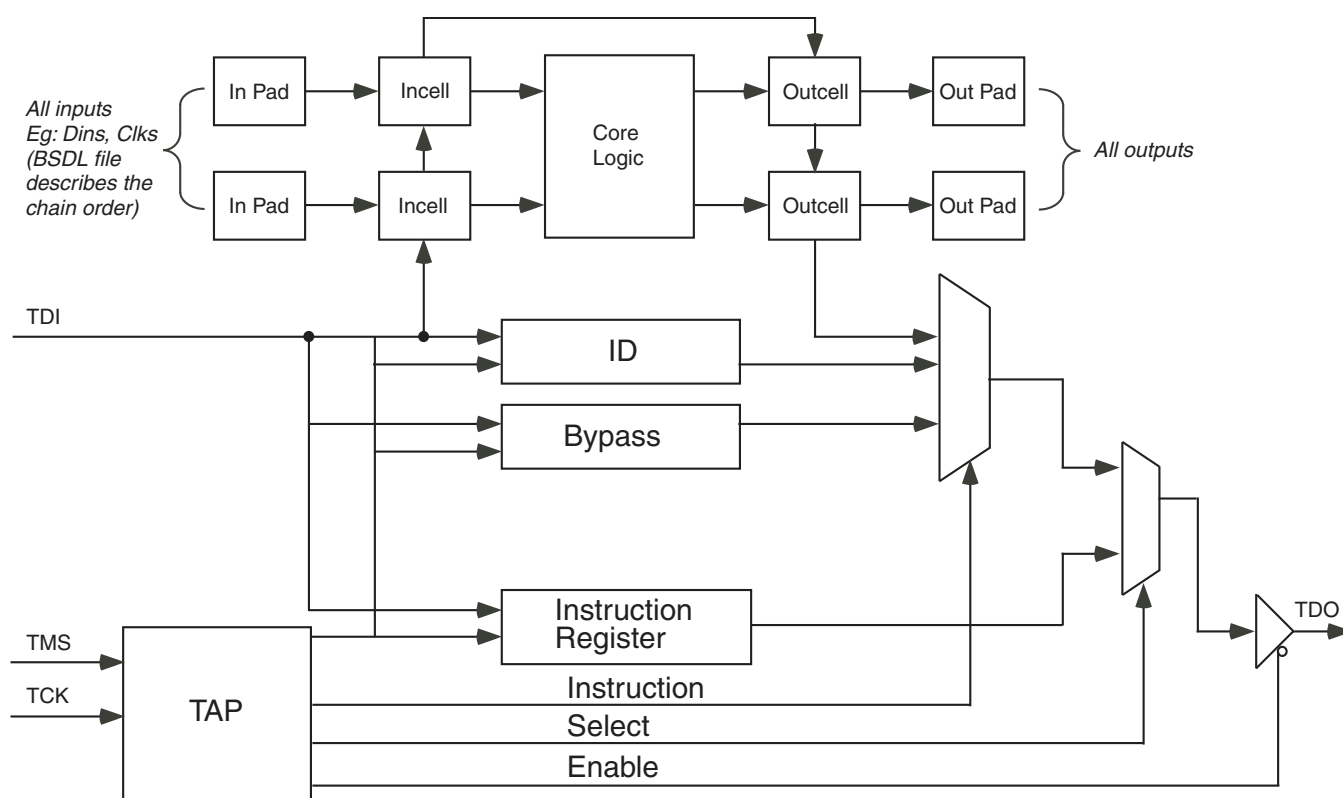 In Pad
Incell
Core
Logic
Outcell
Out Pad
All inputs
Eg: Dins, Clks
(BSDL file
describes the
chain order)
All outputs
In Pad
Incell
Outcell
Out Pad
TDI
ID
Bypass
Instruction
Register
TDO
TMS
TCK
TAP
Instruction
Select
Enable